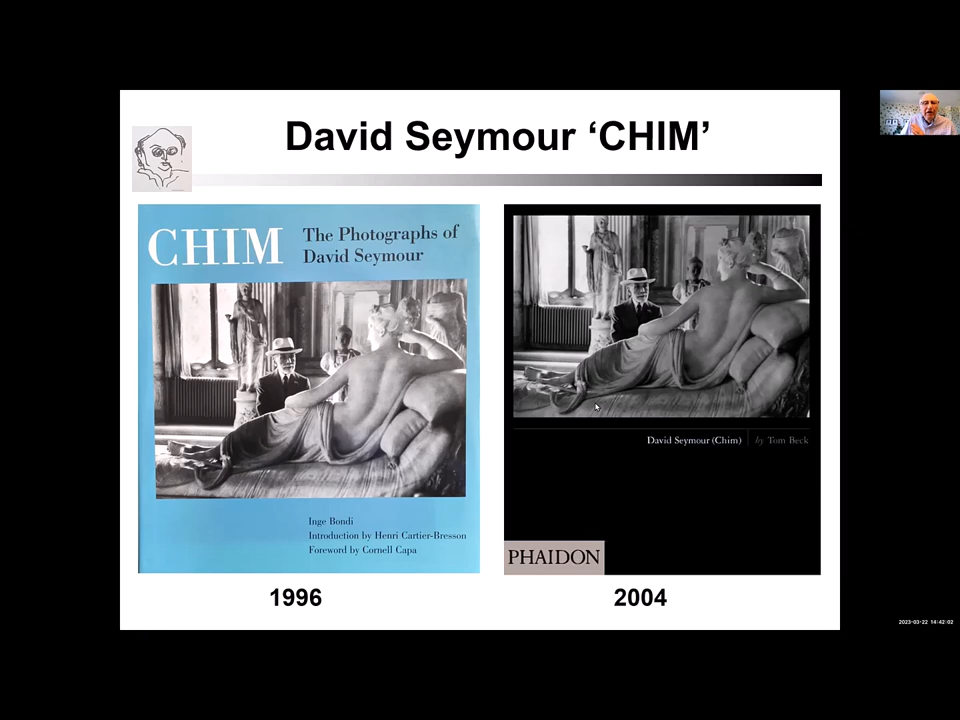 David Seymour ‘CHIM’
CHIM
The Photographs of
David Seymour
Inge Bondi
Introduction by Henri Cartier-Bresson
Foreword by Cornell Capa
1996
David Seymour (Chim) by Tom Beck
PHAIDON
2004
2023-03-22 14:42:02